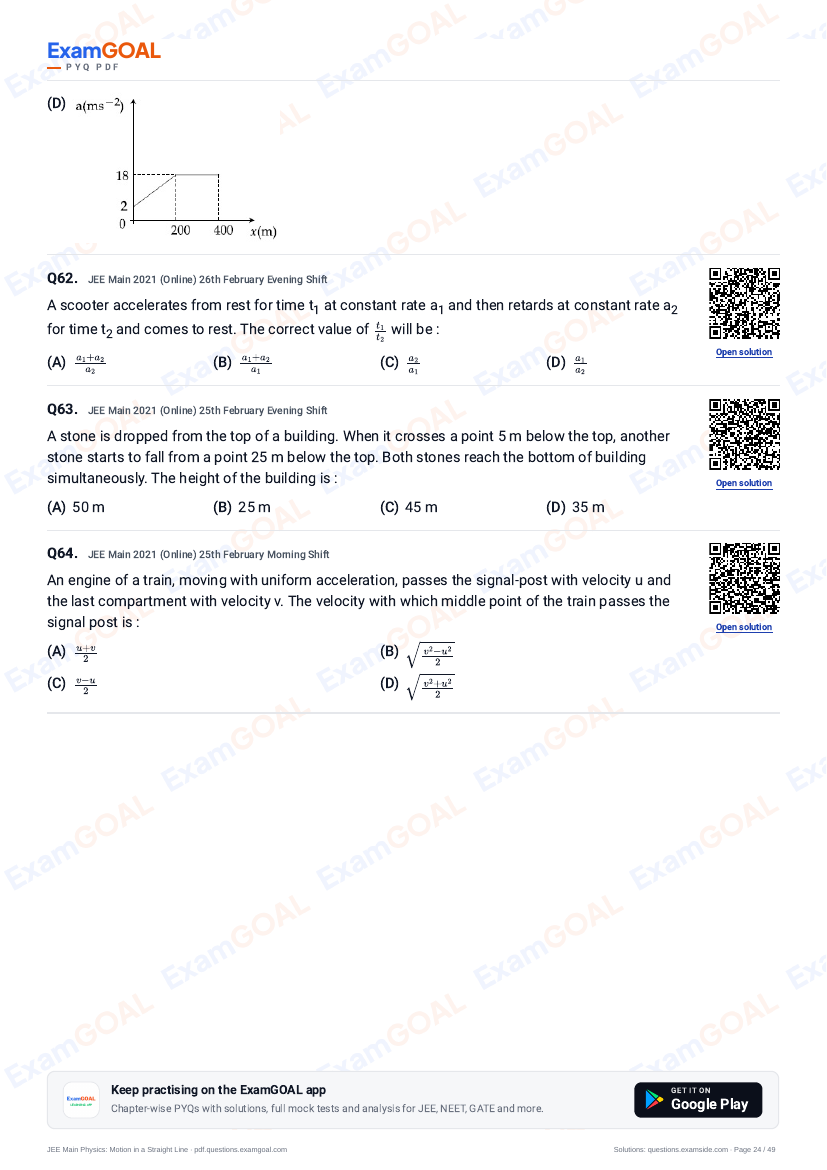 ExamGOAL
PYQ PDF
(D) a(ms⁻²)
18
2
0
200 400 x(m)
Q62. JEE Main 2021 (Online) 26th February Evening Shift
A scooter accelerates from rest for time t₁ at constant rate a₁ and then retards at constant rate a₂
for time t₂ and comes to rest. The correct value of t₁/t₂ will be :
(A) (a₁+a₂)/a₂ (B) (a₁+a₂)/a₁ (C) a₂/a₁ (D) a₁/a₂
Open solution
Q63. JEE Main 2021 (Online) 25th February Evening Shift
A stone is dropped from the top of a building. When it crosses a point 5 m below the top, another
stone starts to fall from a point 25 m below the top. Both stones reach the bottom of building
simultaneously. The height of the building is :
(A) 50 m (B) 25 m (C) 45 m (D) 35 m
Open solution
Q64. JEE Main 2021 (Online) 25th February Morning Shift
An engine of a train, moving with uniform acceleration, passes the signal-post with velocity u and
the last compartment with velocity v. The velocity with which middle point of the train passes the
signal post is :
(A) (u+v)/2 (B) √((v²−u²)/2)
(C) (v−u)/2 (D) √((v²+u²)/2)
Open solution
Keep practising on the ExamGOAL app
Chapter-wise PYQs with solutions, full mock tests and analysis for JEE, NEET, GATE and more.
ExamGOAL
GET IT ON
Google Play
JEE Main Physics: Motion in a Straight Line · pdf.questions.examgoal.com
Solutions: questions.examside.com · Page 24 / 49